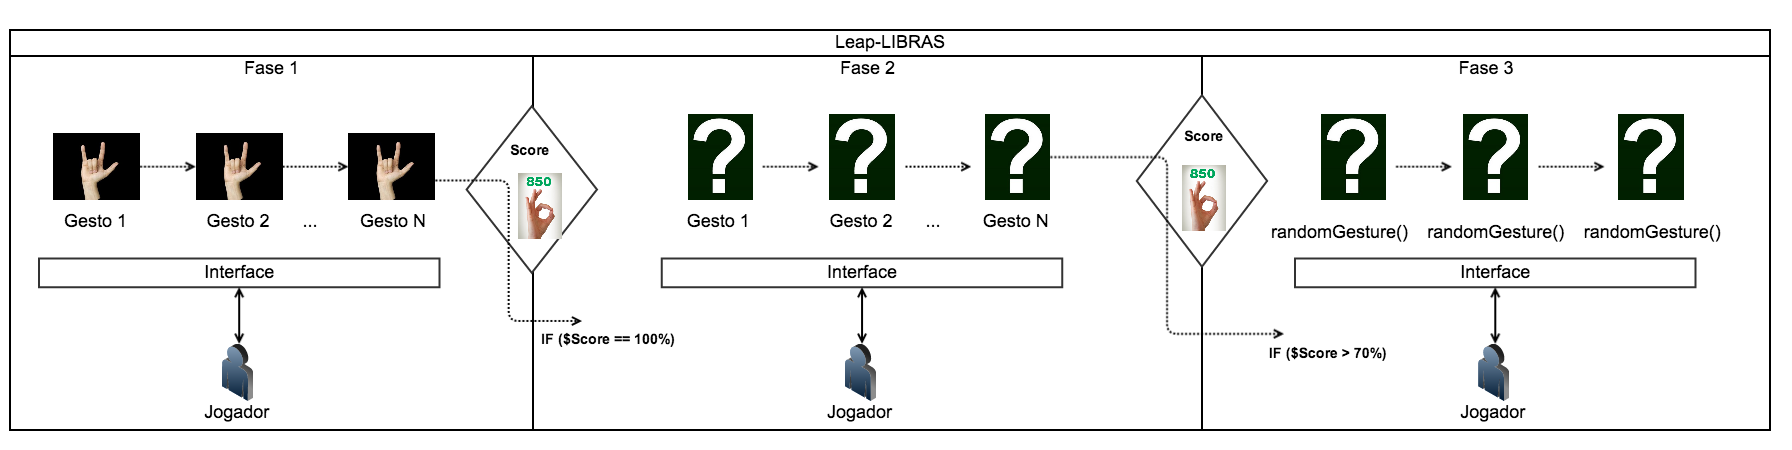 Leap-LIBRAS
Fase 1
Fase 2
Fase 3
Score
850
Gesto 1
Gesto 2
...
Gesto N
Interface
IF ($Score == 100%)
Jogador
?
?
?
Score
850
Gesto 1
Gesto 2
...
Gesto N
Interface
IF ($Score > 70%)
Jogador
?
?
?
randomGesture()
randomGesture()
randomGesture()
Interface
Jogador